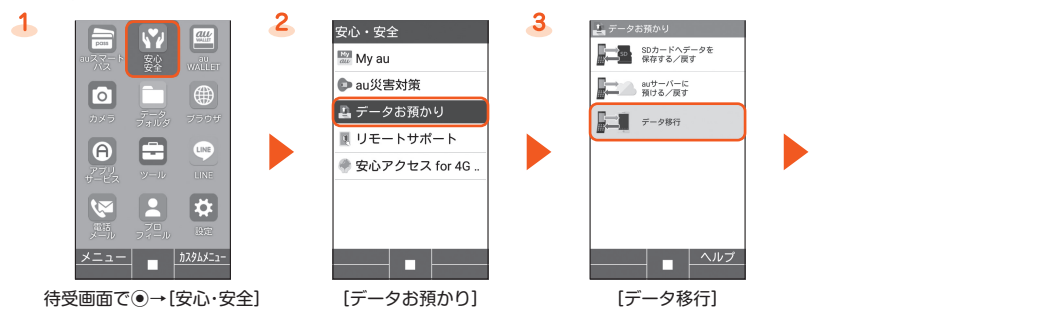 1
pass
auスマート
パス
安心
安全
au
WALLET
au
WALLET
カメラ
データ
フォルダ
ブラウザ
アプリ
サービス
ツール
LINE
LINE
電話
メール
プロ
フィール
設定
メニュー
カスタムメニュー
待受画面で◉→[安心・安全]
2
安心・安全
My au
My au
au災害対策
データお預かり
リモートサポート
安心アクセス for 4G ..
[データお預かり]
3
データお預かり
SD
SDカードへデータを
保存する／戻す
auサーバーに
預ける／戻す
データ移行
ヘルプ
[データ移行]